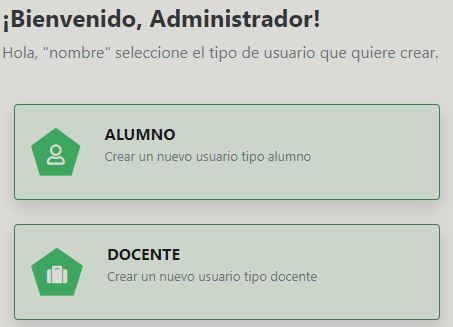 ¡Bienvenido, Administrador!
Hola, "nombre" seleccione el tipo de usuario que quiere crear.
ALUMNO
Crear un nuevo usuario tipo alumno
DOCENTE
Crear un nuevo usuario tipo docente